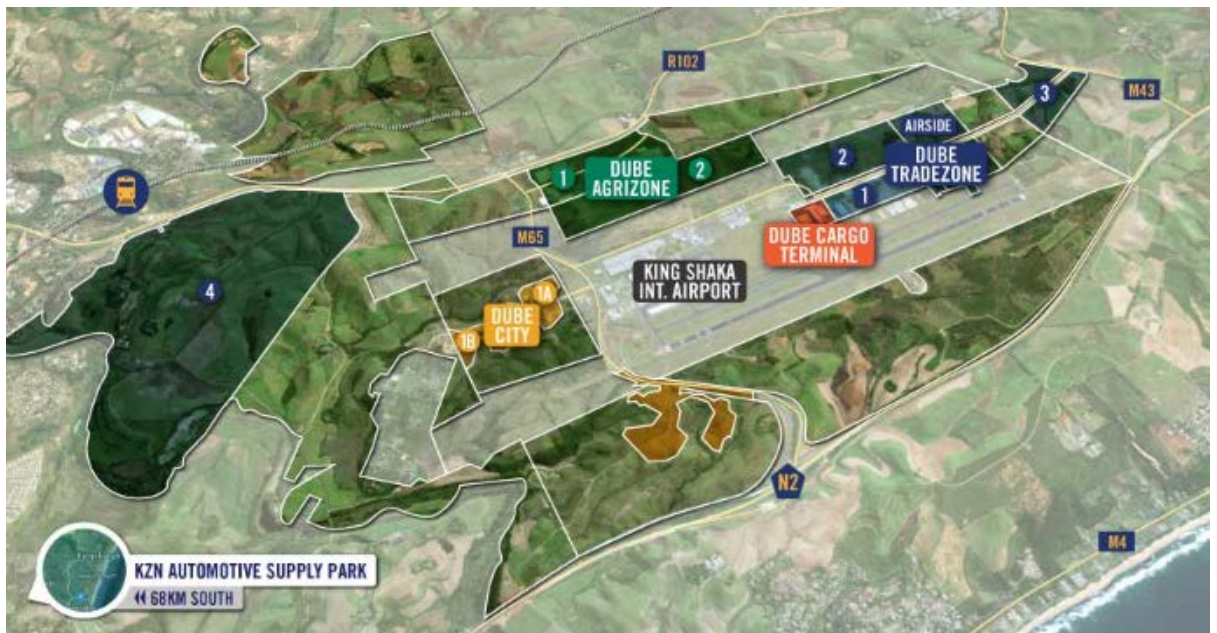 R102
M43
3
AIRSIDE
2
DUBE
TRADEZONE
1
DUBE
AGRIZONE
2
1
DUBE CARGO
TERMINAL
M65
KING SHAKA
INT. AIRPORT
4
1A
DUBE
CITY
1B
N2
M4
KZN AUTOMOTIVE SUPPLY PARK
68KM SOUTH